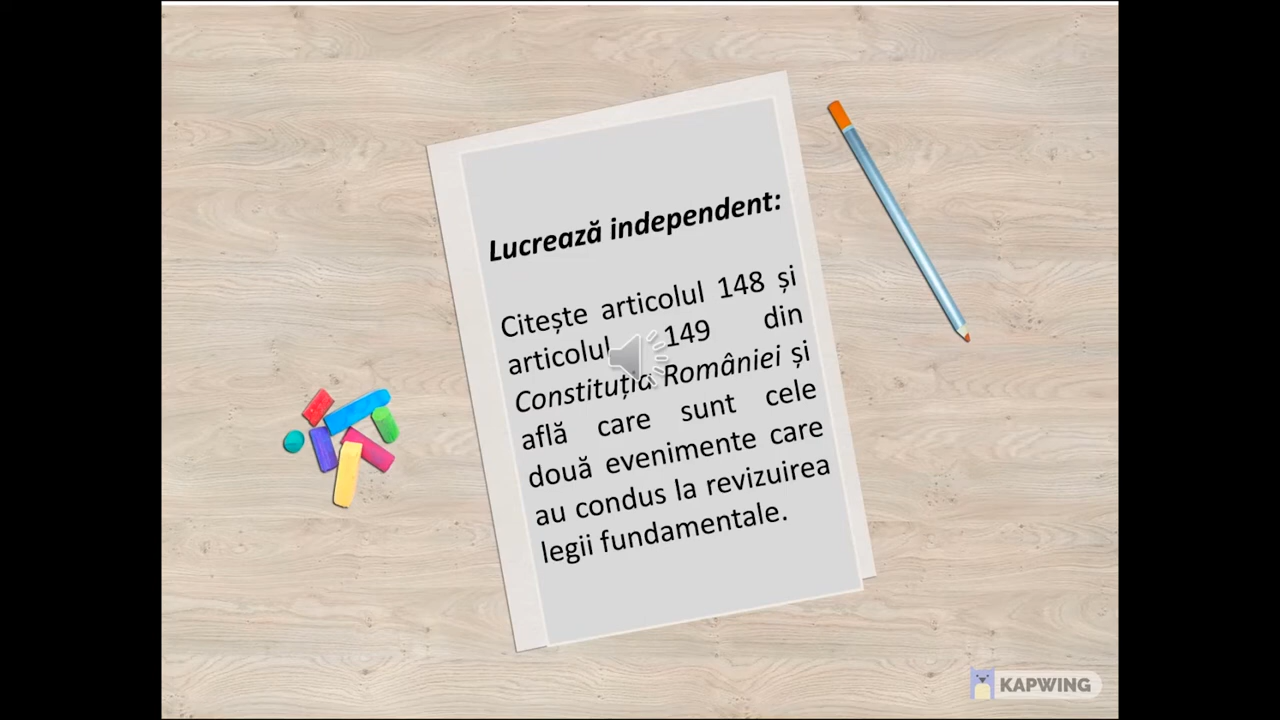 Lucrează independent:
Citește articolul 148 și
articolul 149 din
Constituția României și
află care sunt cele
două evenimente care
au condus la revizuirea
legii fundamentale.
KAPWING